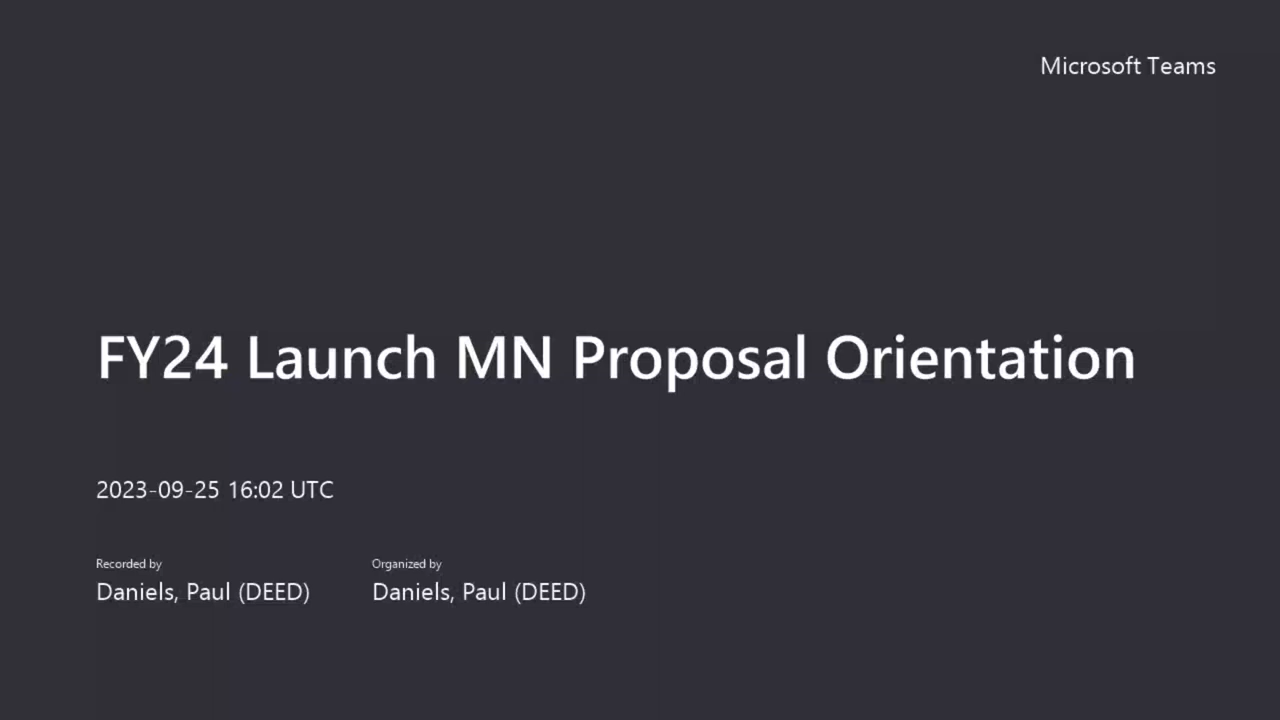 Microsoft Teams
FY24 Launch MN Proposal Orientation
2023-09-25 16:02 UTC
Recorded by
Daniels, Paul (DEED)
Organized by
Daniels, Paul (DEED)